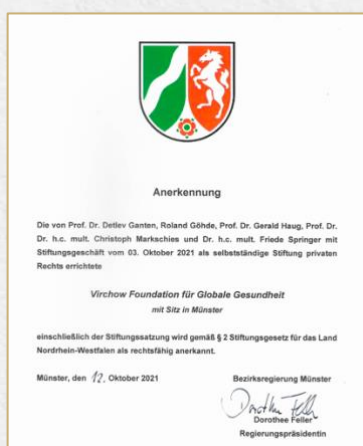 Anerkennung
Die von Prof. Dr. Detlev Ganten, Roland Göhde, Prof. Dr. Gerald Haug, Prof. Dr.
Dr. h.c. mult. Christoph Markschies und Dr. h.c. mult. Friede Springer mit
Stiftungsgeschäft vom 03. Oktober 2021 als selbstständige Stiftung privaten
Rechts errichtete
Virchow Foundation für Globale Gesundheit
mit Sitz in Münster
einschließlich der Stiftungssatzung wird gemäß § 2 Stiftungsgesetz für das Land
Nordrhein-Westfalen als rechtsfähig anerkannt.
Münster, den 12. Oktober 2021
Bezirksregierung Münster
Dorothee Feller
Dorothee Feller
Regierungspräsidentin